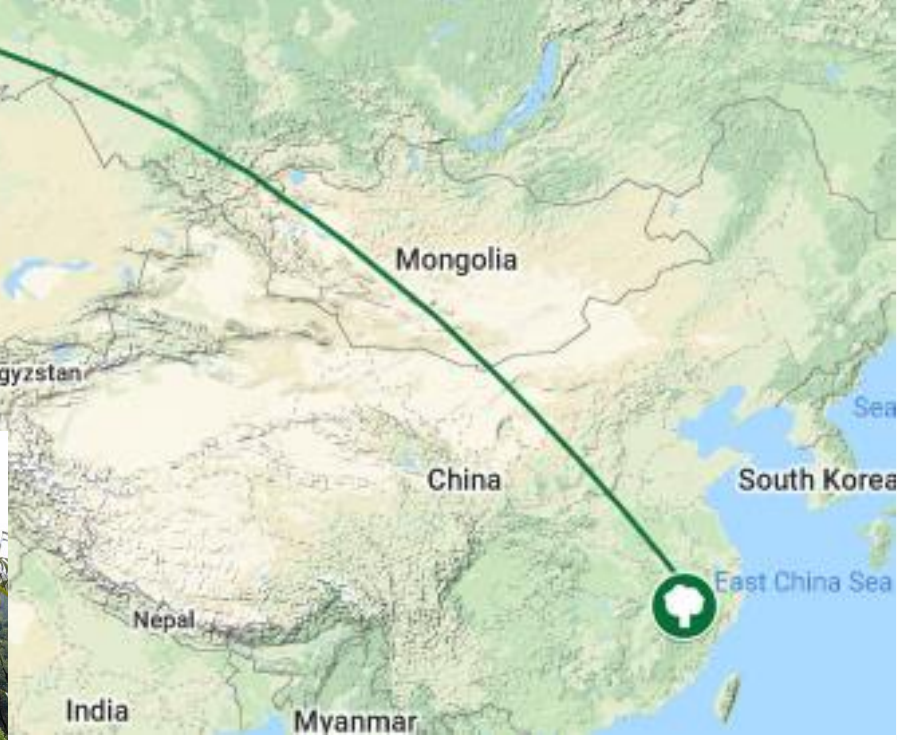 Mongolia
gyzstan
Sea
China
South Korea
East China Sea
Nepal
India
Myanmar